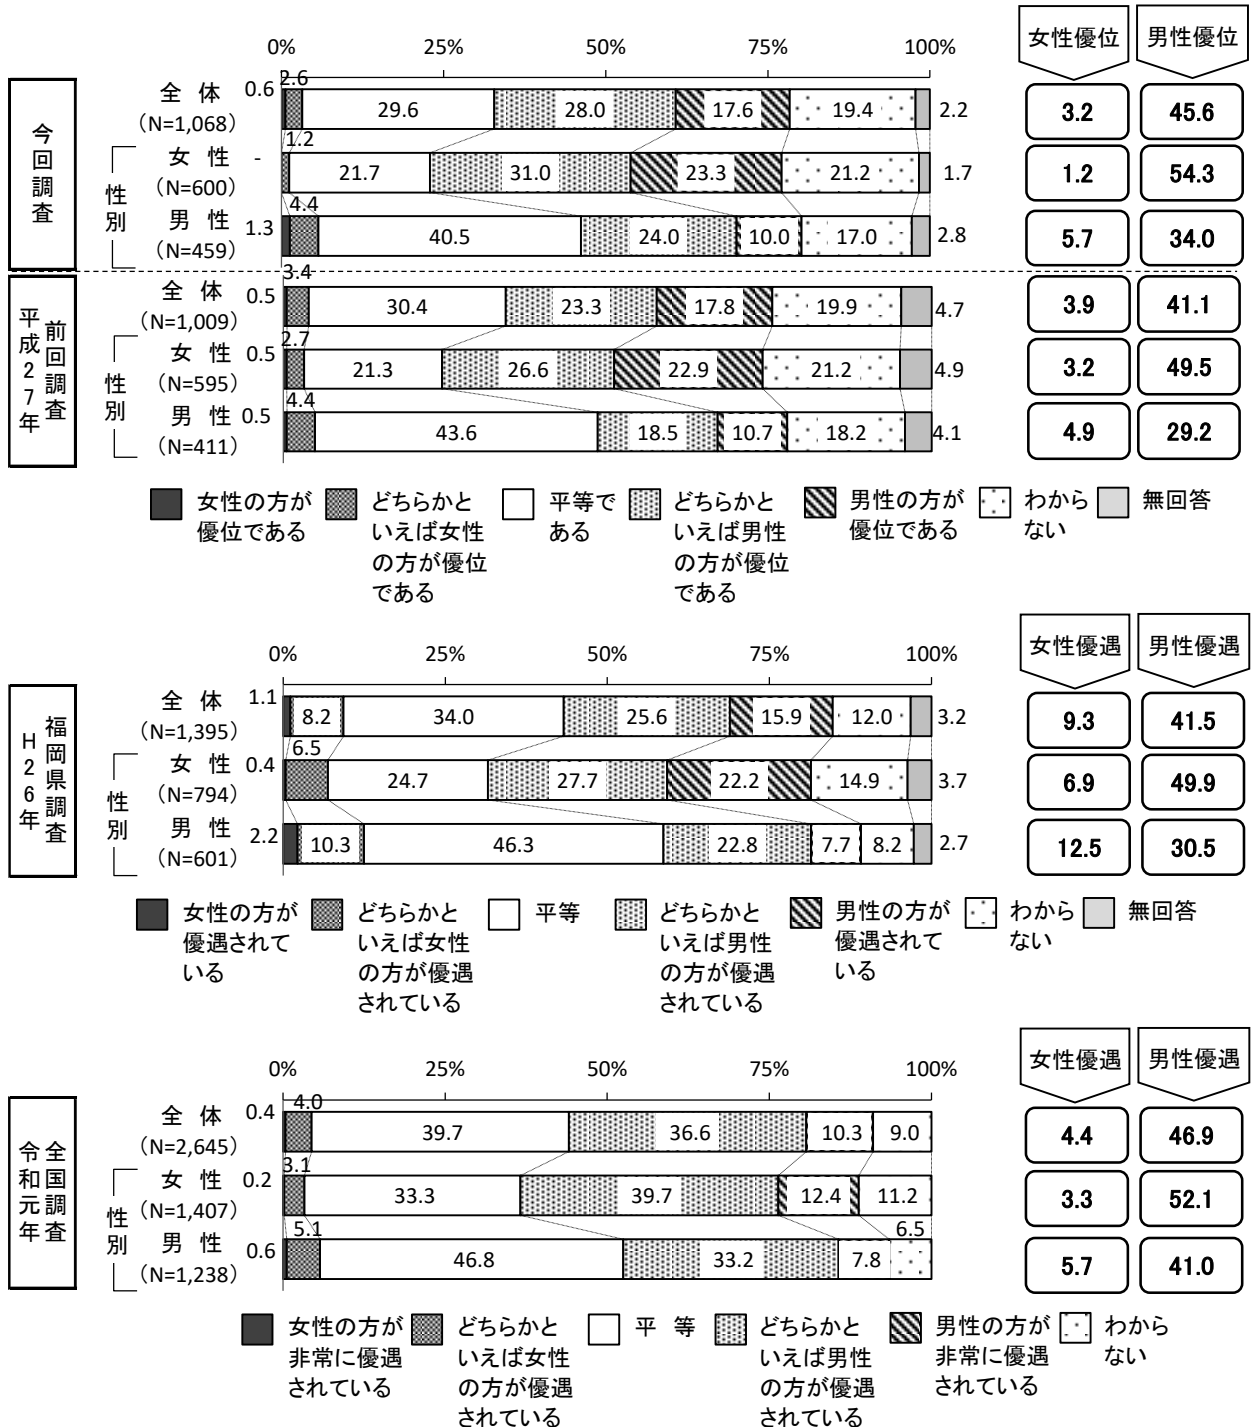 0% 25% 50% 75% 100%
女性優位 男性優位
今回調査
全 体 0.6 2.6 29.6 28.0 17.6 19.4 2.2 3.2 45.6
(N=1,068)
性別
女 性 - 1.2 21.7 31.0 23.3 21.2 1.7 1.2 54.3
(N=600)
男 性 1.3 4.4 40.5 24.0 10.0 17.0 2.8 5.7 34.0
(N=459)
前回調査
平成27年
全 体 0.5 3.4 30.4 23.3 17.8 19.9 4.7 3.9 41.1
(N=1,009)
性別
女 性 0.5 2.7 21.3 26.6 22.9 21.2 4.9 3.2 49.5
(N=595)
男 性 0.5 4.4 43.6 18.5 10.7 18.2 4.1 4.9 29.2
(N=411)
女性の方が
優位である
どちらかと
いえば女性
の方が優位
である
平等で
ある
どちらかと
いえば男性
の方が優位
である
男性の方が
優位である
わから
ない
無回答
0% 25% 50% 75% 100%
女性優遇 男性優遇
福岡県調査
H26年
全 体 1.1 8.2 34.0 25.6 15.9 12.0 3.2 9.3 41.5
(N=1,395)
性別
女 性 0.4 6.5 24.7 27.7 22.2 14.9 3.7 6.9 49.9
(N=794)
男 性 2.2 10.3 46.3 22.8 7.7 8.2 2.7 12.5 30.5
(N=601)
女性の方が
優遇されて
いる
どちらかと
いえば女性
の方が優遇
されている
平等
どちらかと
いえば男性
の方が優遇
されている
男性の方が
優遇されて
いる
わから
ない
無回答
0% 25% 50% 75% 100%
女性優遇 男性優遇
全国調査
令和元年
全 体 0.4 4.0 39.7 36.6 10.3 9.0 4.4 46.9
(N=2,645)
性別
女 性 0.2 3.1 33.3 39.7 12.4 11.2 3.3 52.1
(N=1,407)
男 性 0.6 5.1 46.8 33.2 7.8 6.5 5.7 41.0
(N=1,238)
女性の方が
非常に優遇
されている
どちらかと
いえば女性
の方が優遇
されている
平 等
どちらかと
いえば男性
の方が優遇
されている
男性の方が
非常に優遇
されている
わから
ない